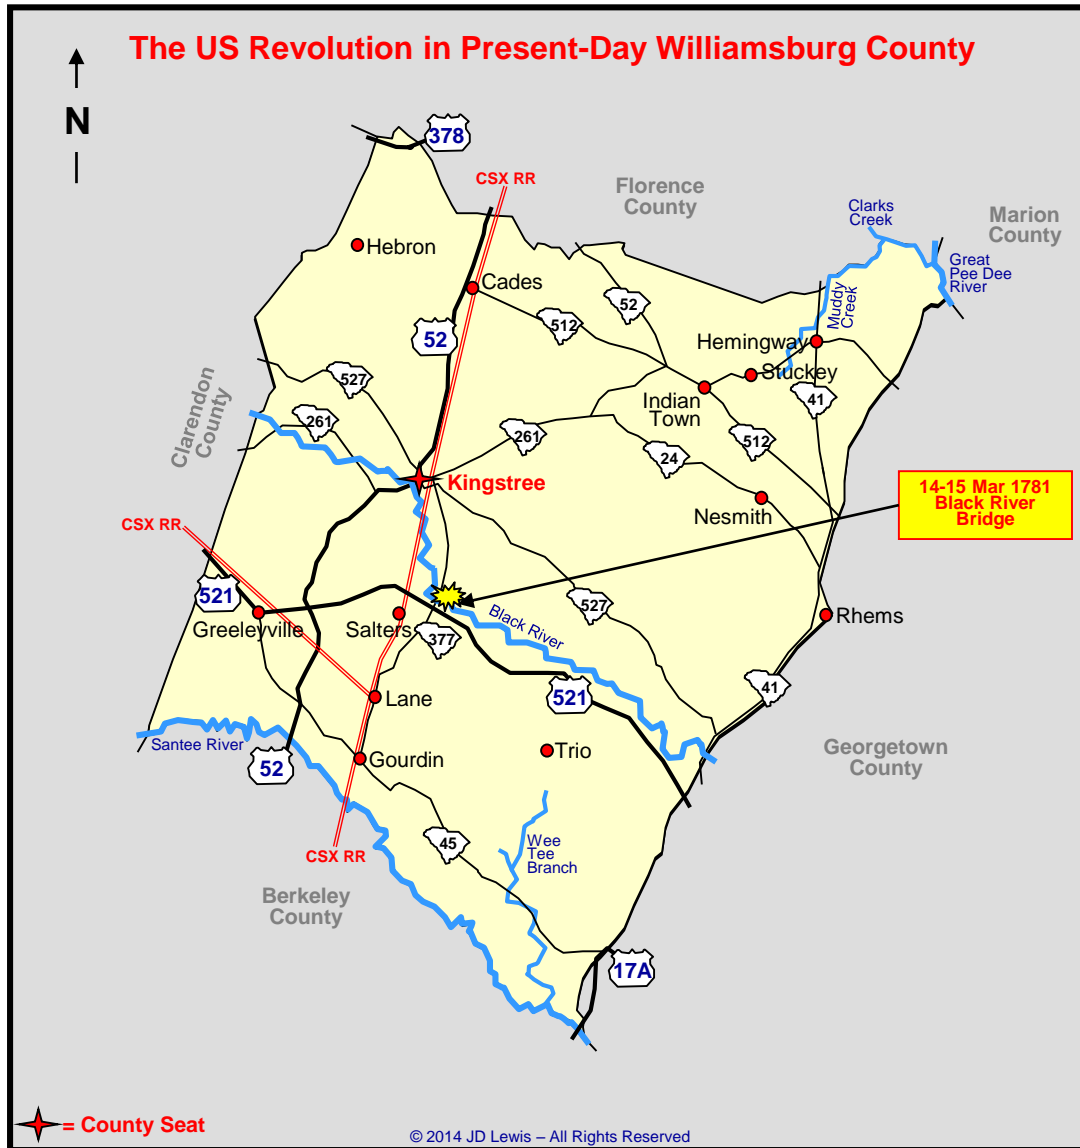 The US Revolution in Present-Day Williamsburg County
N
378
CSX RR
Florence
County
Clarks
Creek
Marion
County
Hebron
Great
Pee Dee
River
Cades
Muddy
Creek
52
512
52
Hemingway
Stuckey
527
Indian
Town
41
Clarendon
County
261
261
512
24
Kingstree
14-15 Mar 1781
Black River
Bridge
Nesmith
CSX RR
521
Greeleyville
Salters
377
Black River
527
Rhems
Lane
521
41
Santee River
52
Gourdin
Trio
Georgetown
County
45
Wee
Tee
Branch
CSX RR
Berkeley
County
17A
= County Seat
© 2014 JD Lewis – All Rights Reserved